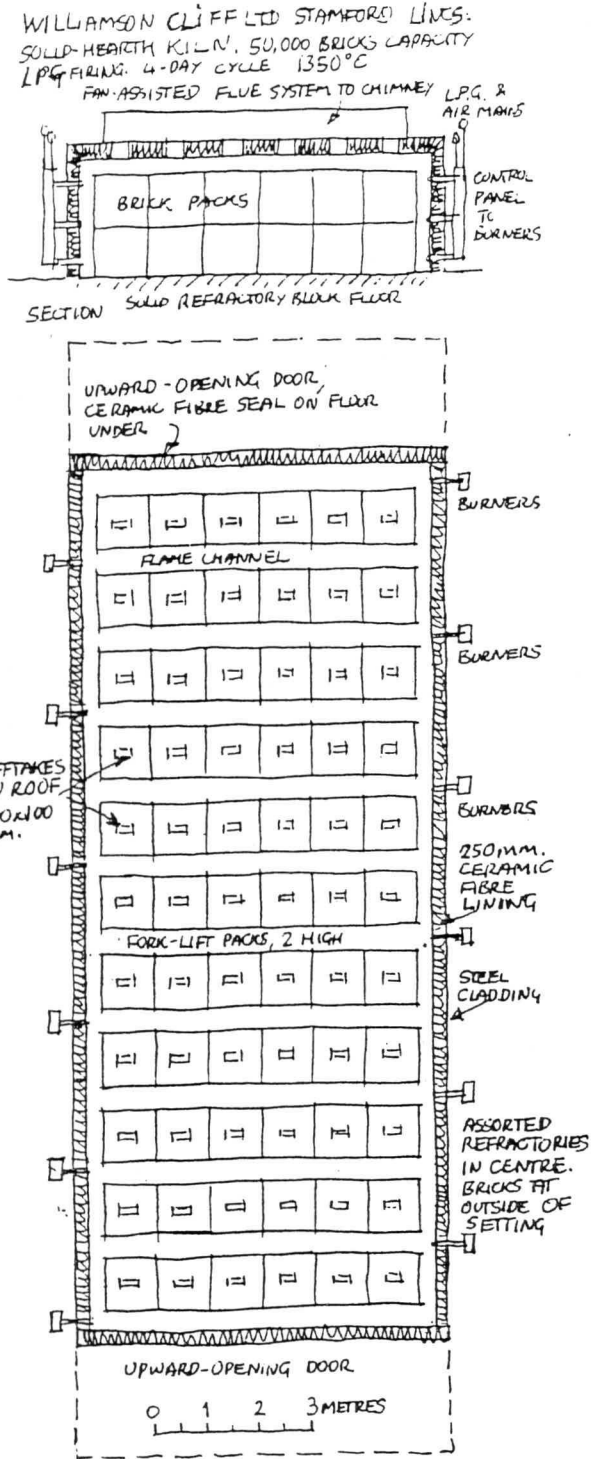 WILLIAMSON CLIFF LTD STAMFORD LINCS.
SOLID-HEARTH KILN. 50,000 BRICKS CAPACITY
LPG FIRING. 4-DAY CYCLE 1350°C
FAN-ASSISTED FLUE SYSTEM TO CHIMNEY
L.P.G. &
AIR MAINS
BRICK PACKS
CONTROL
PANEL
TO
BURNERS
SECTION
SOLID REFRACTORY BLOCK FLOOR
UPWARD-OPENING DOOR,
CERAMIC FIBRE SEAL ON FLOOR
UNDER
BURNERS
FLAME CHANNEL
BURNERS
ROOF
BURNERS
250 MM.
CERAMIC
FIBRE
LINING
FORK-LIFT PACKS, 2 HIGH
STEEL
CLADDING
ASSORTED
REFRACTORIES
IN CENTRE.
BRICKS AT
OUTSIDE OF
SETTING
UPWARD-OPENING DOOR
0 1 2 3 METRES